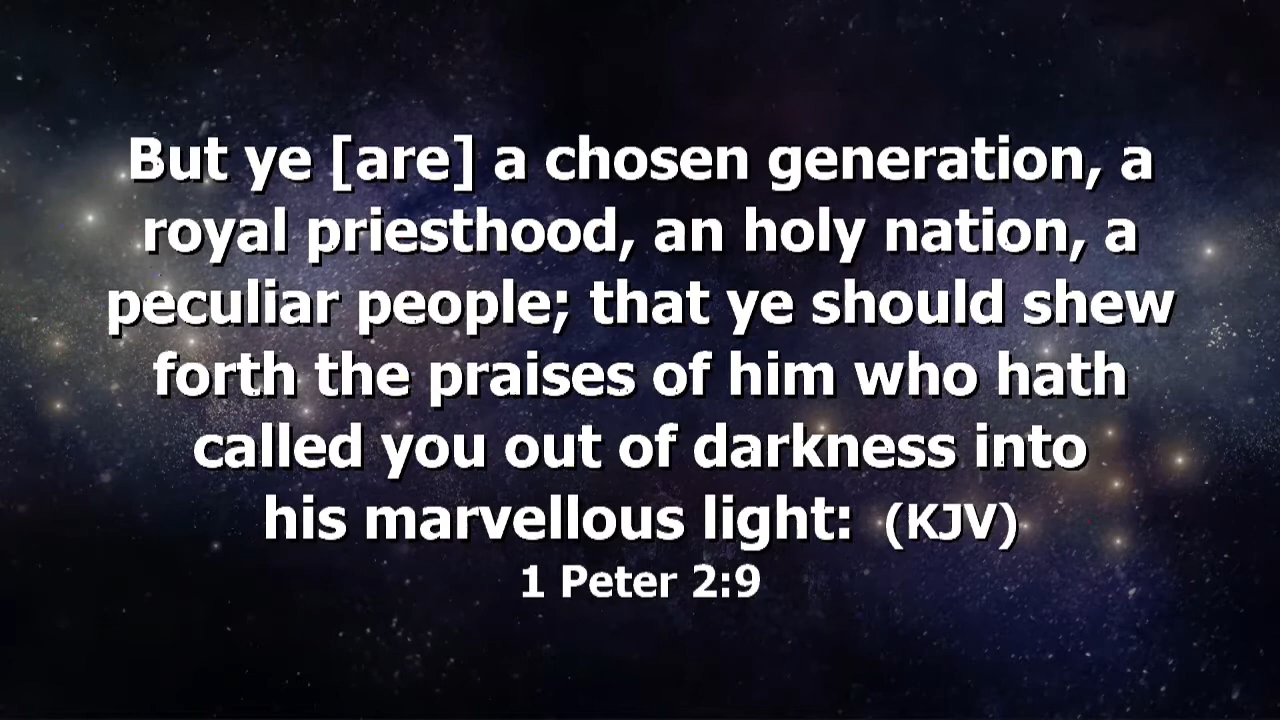 But ye [are] a chosen generation, a
royal priesthood, an holy nation, a
peculiar people; that ye should shew
forth the praises of him who hath
called you out of darkness into
his marvellous light: (KJV)
1 Peter 2:9